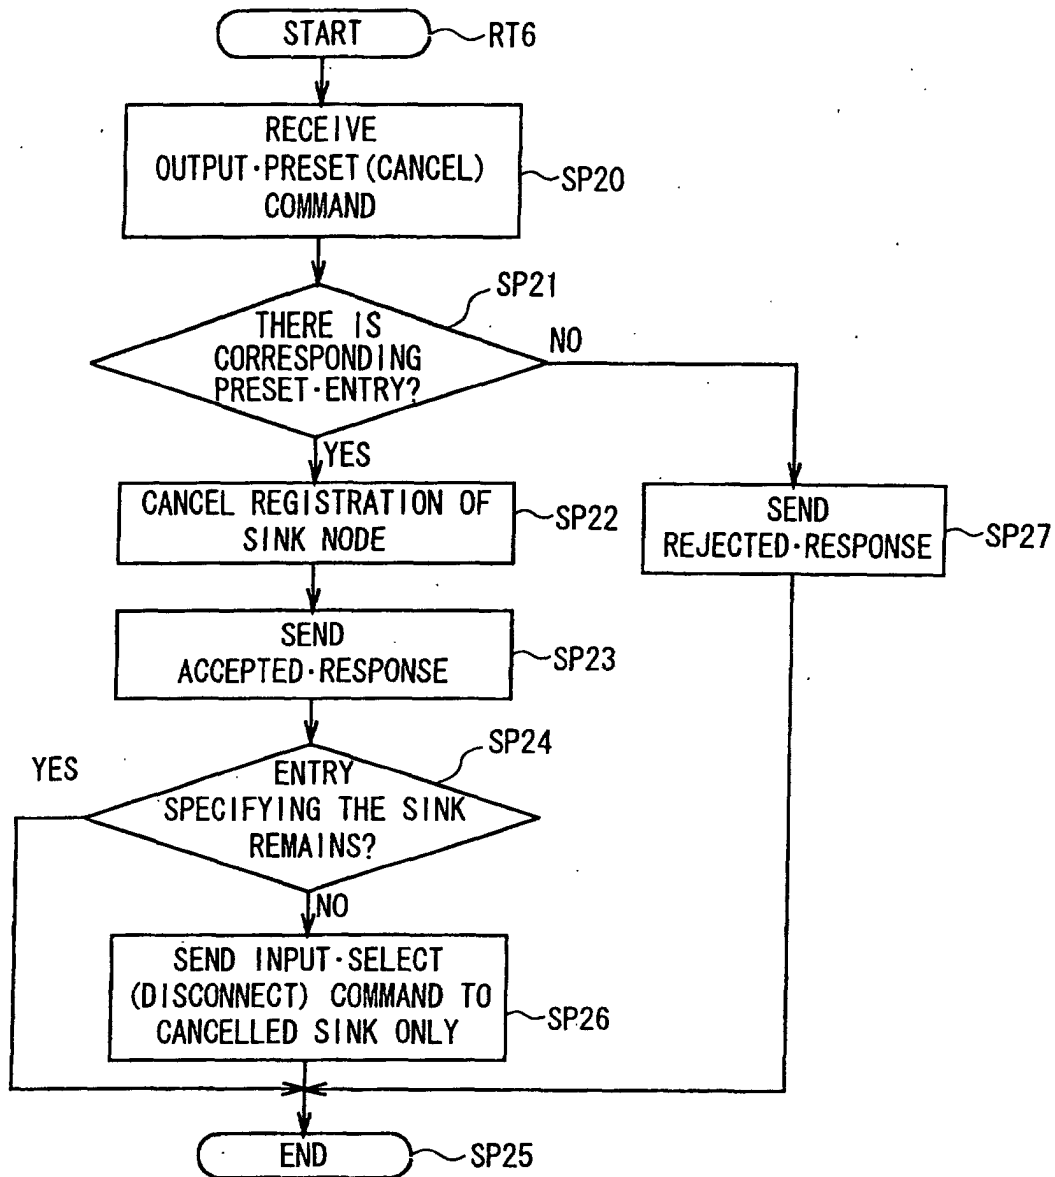 START
RT6
RECEIVE
OUTPUT·PRESET (CANCEL)
COMMAND
SP20
SP21
THERE IS
CORRESPONDING
PRESET·ENTRY?
NO
YES
CANCEL REGISTRATION OF
SINK NODE
SP22
SEND
REJECTED·RESPONSE
SP27
SEND
ACCEPTED·RESPONSE
SP23
SP24
YES
ENTRY
SPECIFYING THE SINK
REMAINS?
NO
SEND INPUT·SELECT
(DISCONNECT) COMMAND TO
CANCELLED SINK ONLY
SP26
END
SP25